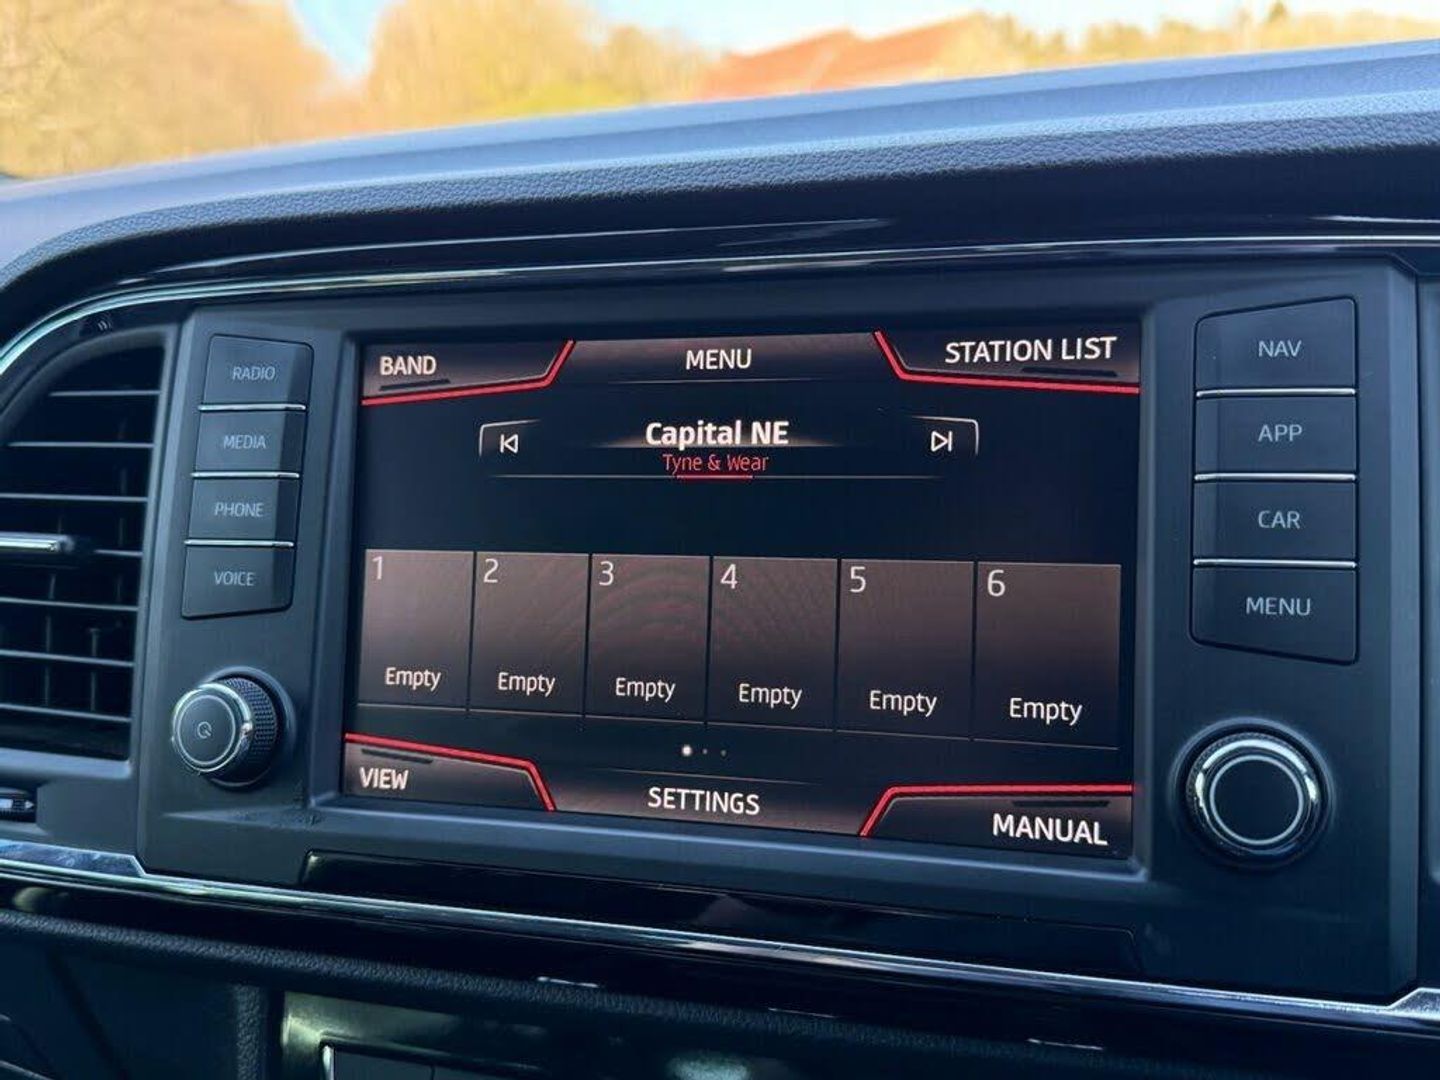 RADIO
MEDIA
PHONE
VOICE
BAND
MENU
STATION LIST
Capital NE
Tyne & Wear
1
2
3
4
5
6
Empty
Empty
Empty
Empty
Empty
Empty
VIEW
SETTINGS
MANUAL
NAV
APP
CAR
MENU